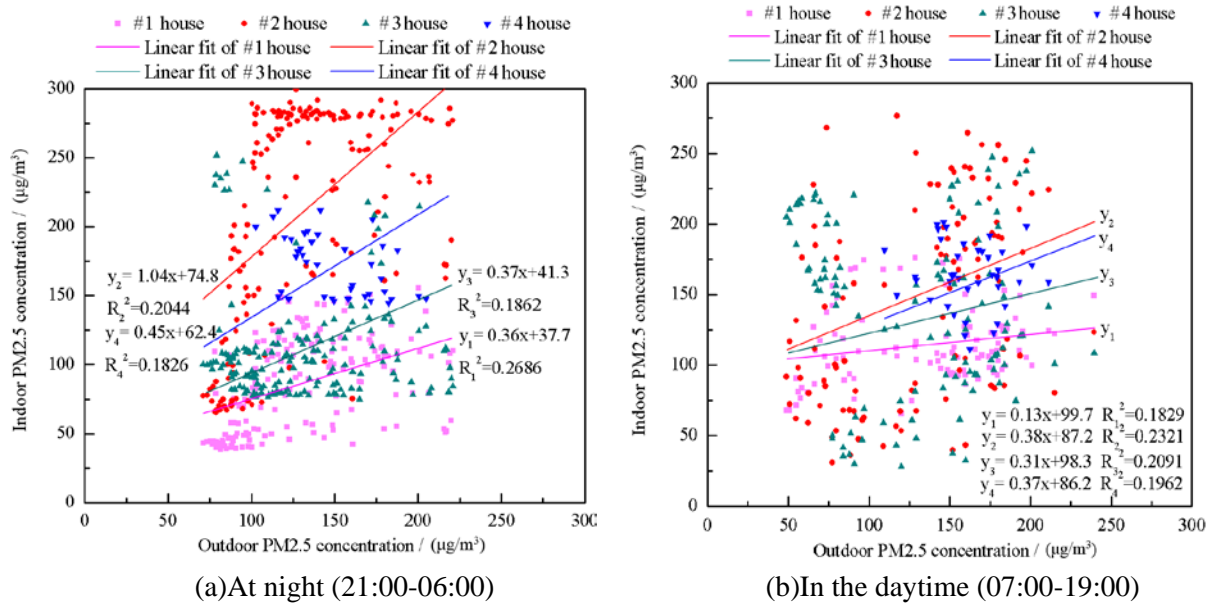 #1 house #2 house #3 house #4 house
Linear fit of #1 house Linear fit of #2 house
Linear fit of #3 house Linear fit of #4 house
300
250
200
150
100
50
0
Indoor PM2.5 concentration / (μg/m³)
y₂= 1.04x+74.8
R₂²=0.2044
y₄= 0.45x+62.4
R₄²=0.1826
y₃= 0.37x+41.3
R₃²=0.1862
y₁= 0.36x+37.7
R₁²=0.2686
0 50 100 150 200 250 300
Outdoor PM2.5 concentration / (μg/m³)
(a)At night (21:00-06:00)
#1 house #2 house #3 house #4 house
Linear fit of #1 house Linear fit of #2 house
Linear fit of #3 house Linear fit of #4 house
300
250
200
150
100
50
0
Indoor PM2.5 concentration / (μg/m³)
y₂
y₄
y₃
y₁
y₁= 0.13x+99.7 R₁²=0.1829
y₂= 0.38x+87.2 R₂²=0.2321
y₃= 0.31x+98.3 R₃²=0.2091
y₄= 0.37x+86.2 R₄²=0.1962
0 50 100 150 200 250 300
Outdoor PM2.5 concentration / (μg/m³)
(b)In the daytime (07:00-19:00)